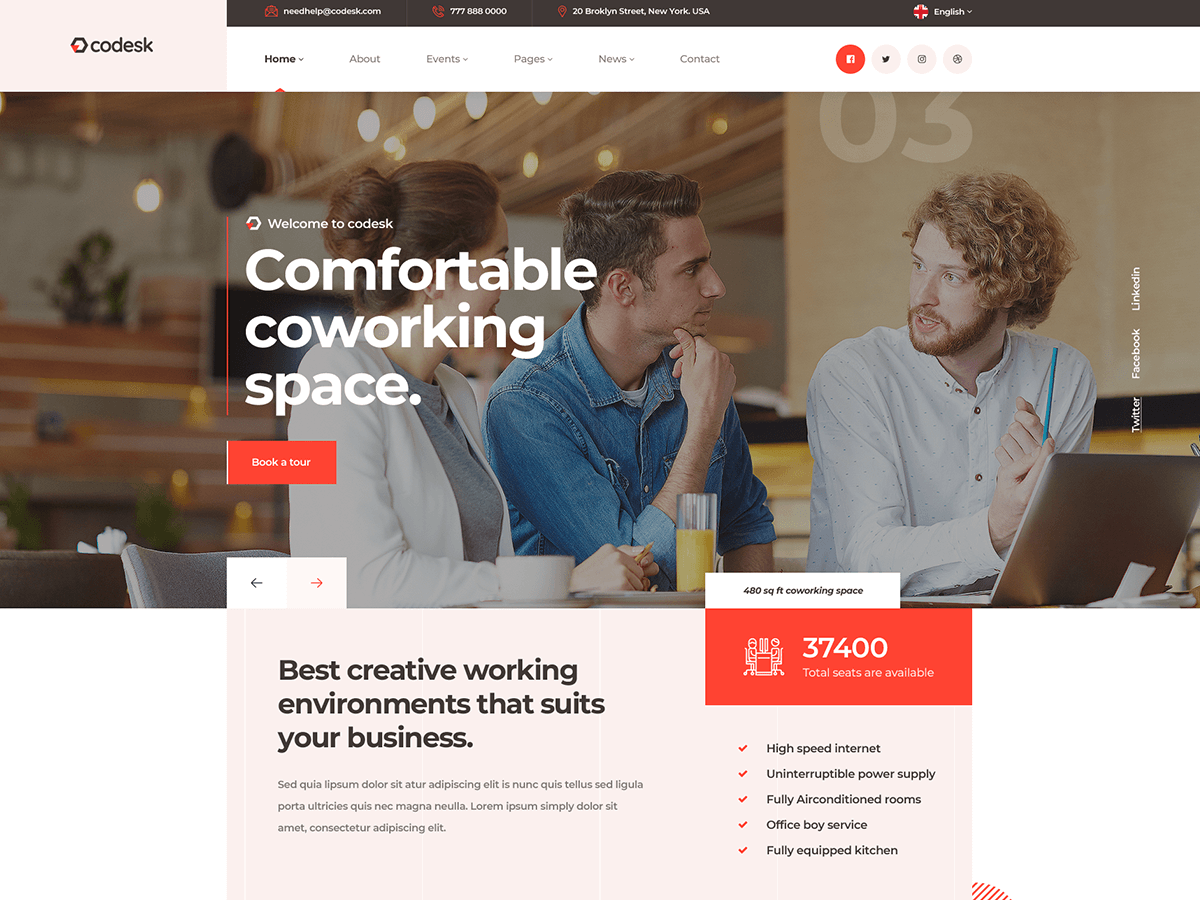 codesk
needhelp@codesk.com
777 888 0000
20 Broklyn Street, New York. USA
English
Home
About
Events
Pages
News
Contact
03
Welcome to codesk
Comfortable
coworking
space.
Book a tour
Linkedin
Facebook
Twitter
480 sq ft coworking space
37400
Total seats are available
Best creative working
environments that suits
your business.
Sed quia lipsum dolor sit atur adipiscing elit is nunc quis tellus sed ligula
porta ultricies quis nec magna neulla. Lorem ipsum simply dolor sit
amet, consectetur adipiscing elit.
High speed internet
Uninterruptible power supply
Fully Airconditioned rooms
Office boy service
Fully equipped kitchen